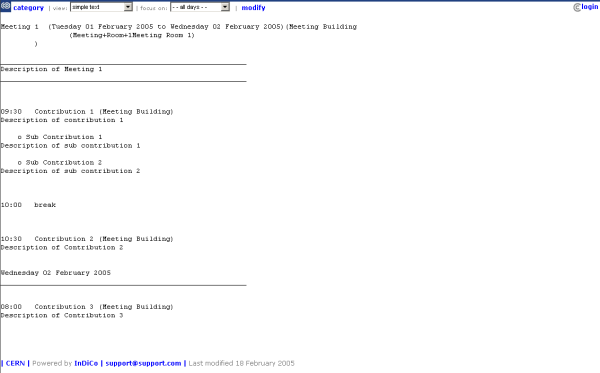 category | view: simple text | focus on: - - all days - - | modify login
Meeting 1 (Tuesday 01 February 2005 to Wednesday 02 February 2005)(Meeting Building
(Meeting+Room+1Meeting Room 1)
)
Description of Meeting 1
09:30 Contribution 1 (Meeting Building)
Description of contribution 1
o Sub Contribution 1
Description of sub contribution 1
o Sub Contribution 2
Description of sub contribution 2
10:00 break
10:30 Contribution 2 (Meeting Building)
Description of Contribution 2
Wednesday 02 February 2005
08:00 Contribution 3 (Meeting Building)
Description of Contribution 3
| CERN | Powered by InDiCo | support@support.com | Last modified 18 February 2005